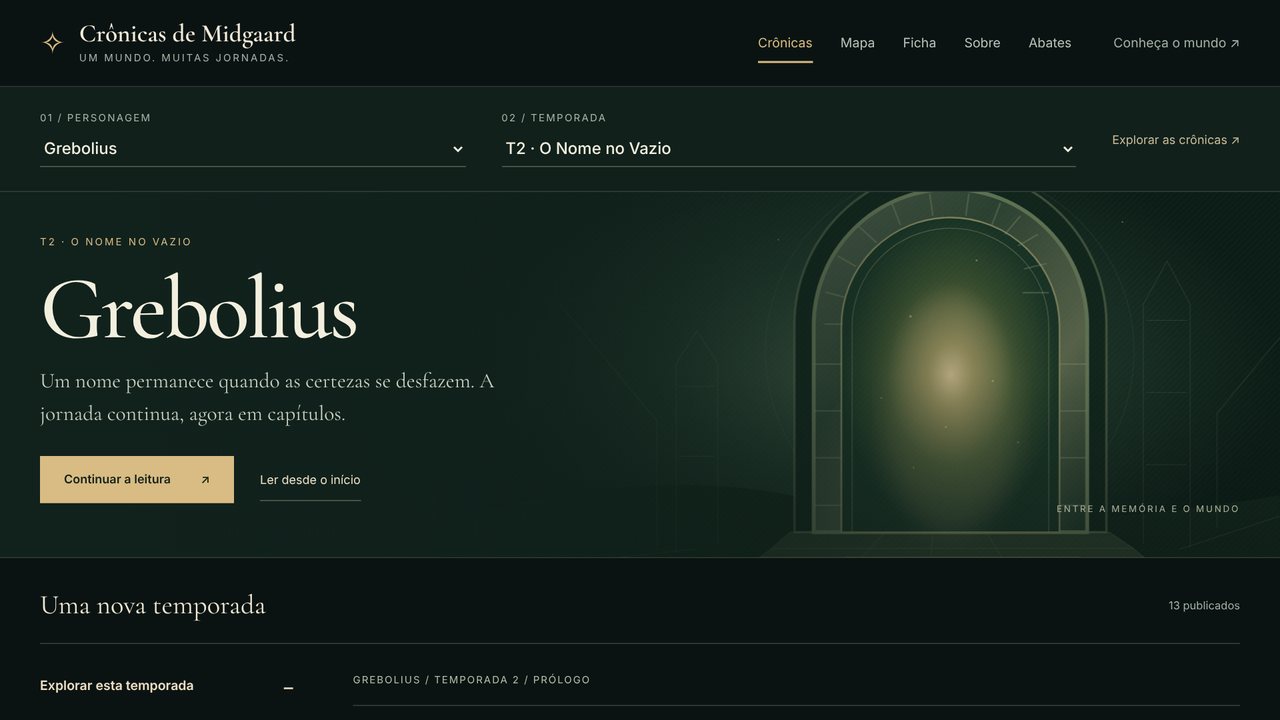 Crônicas de Midgaard
UM MUNDO. MUITAS JORNADAS.
Crônicas
Mapa
Ficha
Sobre
Abates
Conheça o mundo ↗
01 / PERSONAGEM
Grebolius
02 / TEMPORADA
T2 · O Nome no Vazio
Explorar as crônicas ↗
T2 · O NOME NO VAZIO
Grebolius
Um nome permanece quando as certezas se desfazem. A
jornada continua, agora em capítulos.
Continuar a leitura ↗
Ler desde o início
ENTRE A MEMÓRIA E O MUNDO
Uma nova temporada
13 publicados
Explorar esta temporada –
GREBOLIUS / TEMPORADA 2 / PRÓLOGO